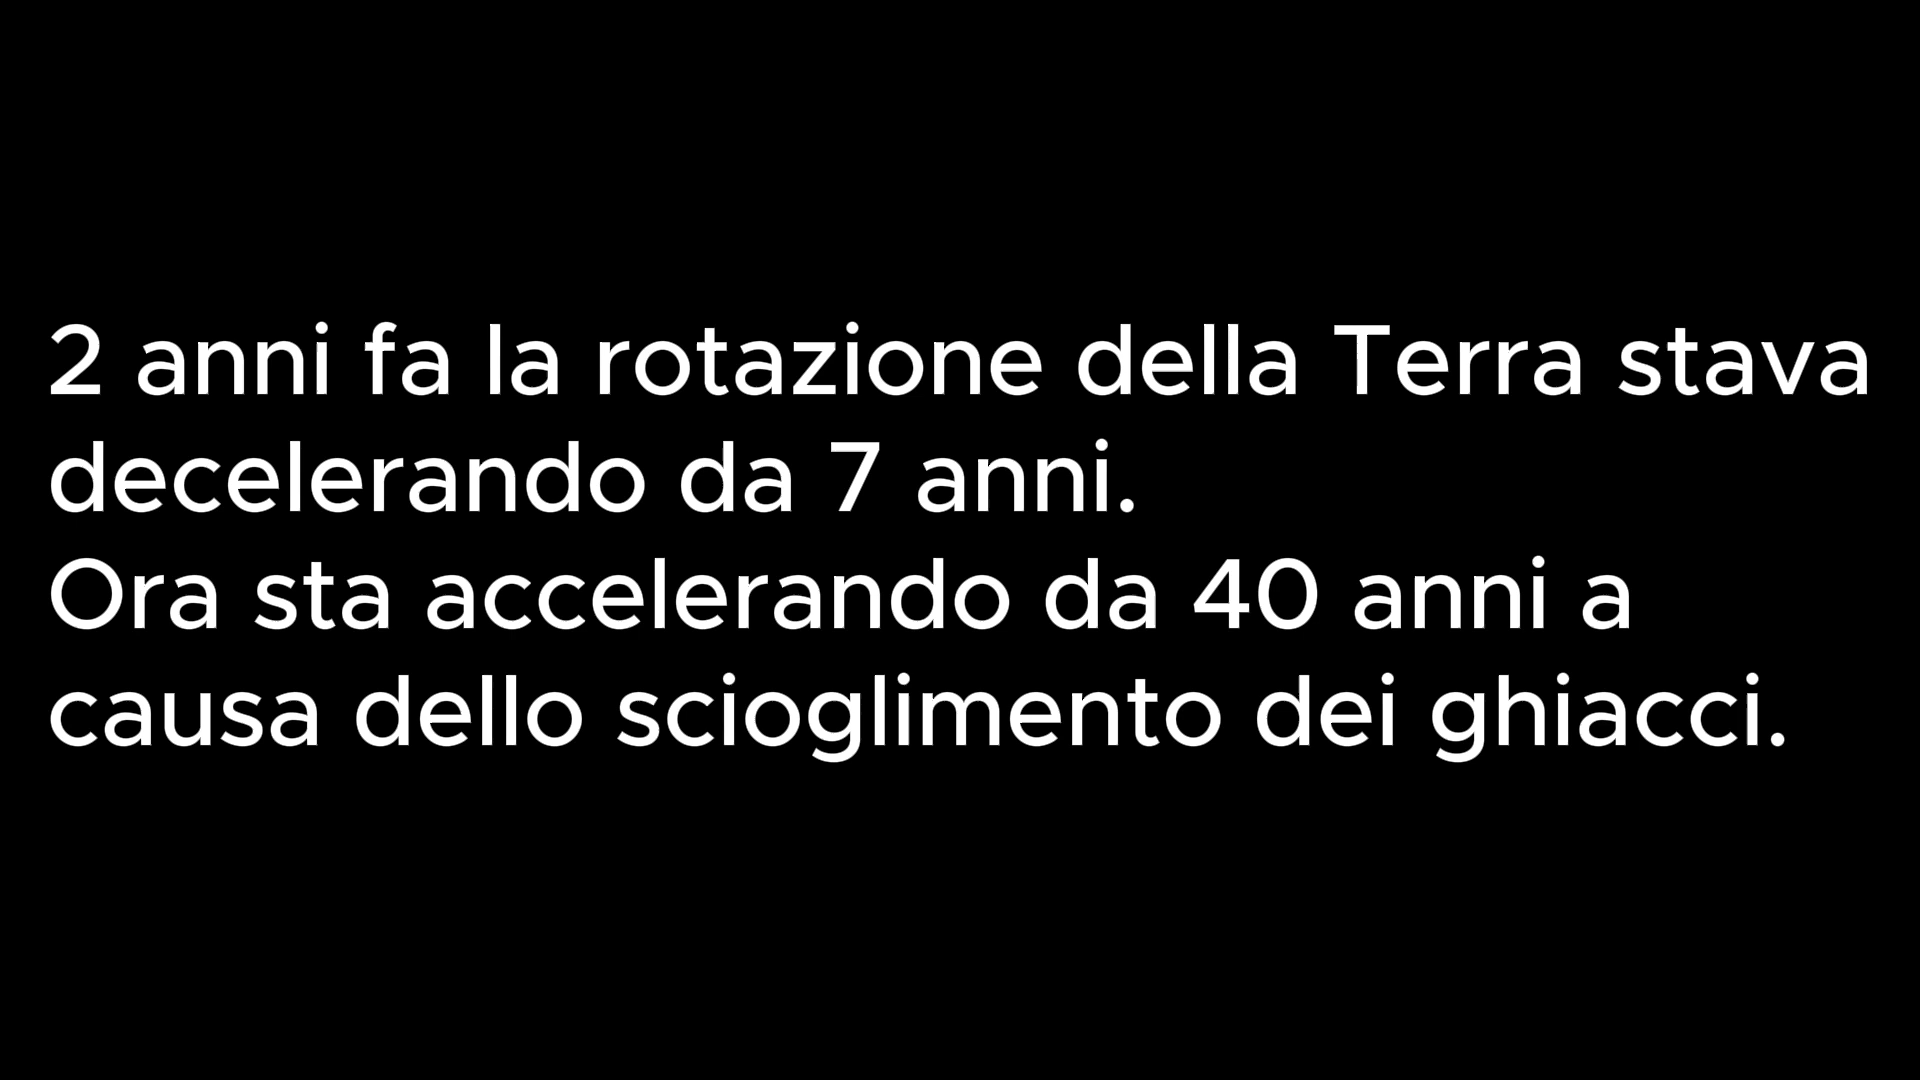 2 anni fa la rotazione della Terra stava
decelerando da 7 anni.
Ora sta accelerando da 40 anni a
causa dello scioglimento dei ghiacci.